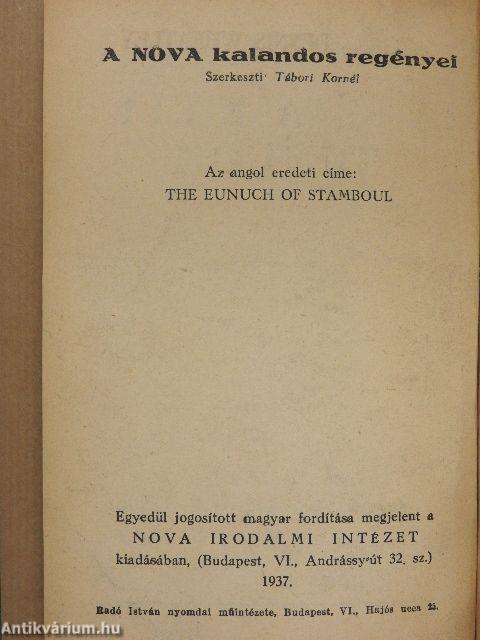 A NOVA kalandos regényei
Szerkeszti Tábori Kornél
Az angol eredeti címe:
THE EUNUCH OF STAMBOUL
Egyedül jogosított magyar fordítása megjelent a
NOVA IRODALMI INTÉZET
kiadásában, (Budapest, VI., Andrássy-út 32. sz.)
1937.
Radó István nyomdai műintézete, Budapest, VI., Hajós ucca 25.
Antikvárium.hu